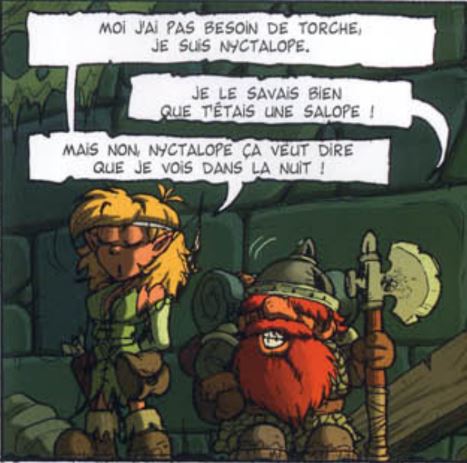 MOI J'AI PAS BESOIN DE TORCHE,
JE SUIS NYCTALOPE.
JE LE SAVAIS BIEN
QUE T'ÉTAIS UNE SALOPE !
MAIS NON, NYCTALOPE ÇA VEUT DIRE
QUE JE VOIS DANS LA NUIT !